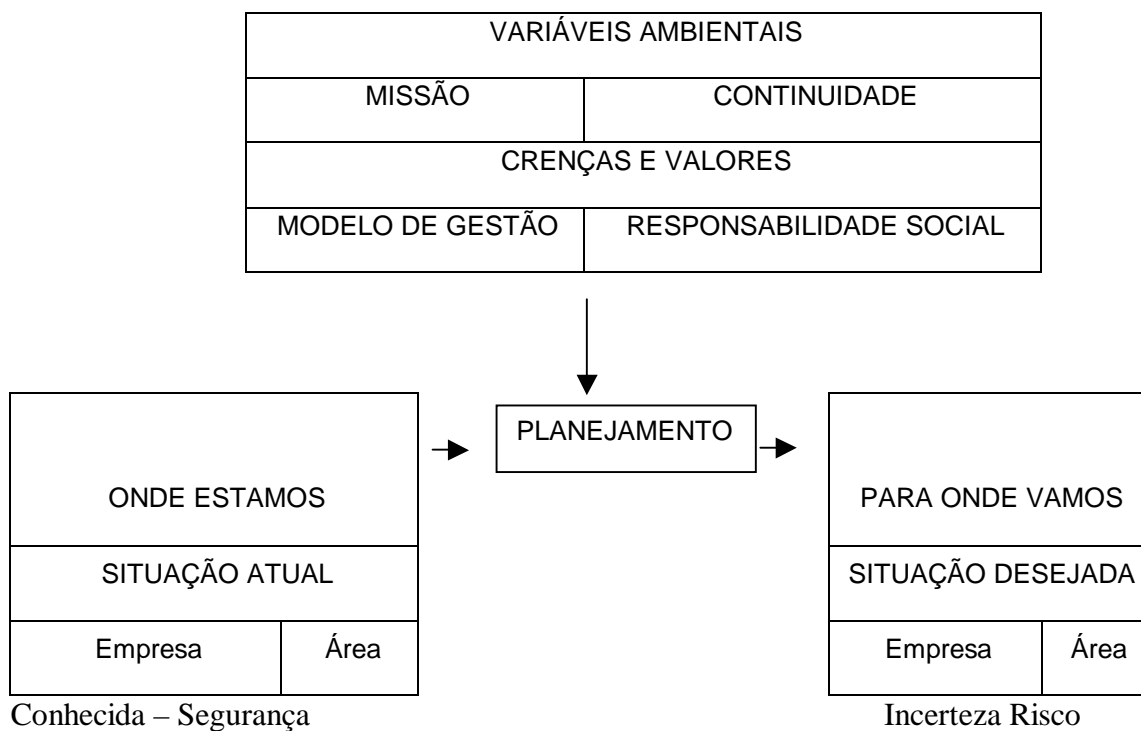 VARIÁVEIS AMBIENTAIS
MISSÃO CONTINUIDADE
CRENÇAS E VALORES
MODELO DE GESTÃO RESPONSABILIDADE SOCIAL
PLANEJAMENTO
ONDE ESTAMOS PARA ONDE VAMOS
SITUAÇÃO ATUAL SITUAÇÃO DESEJADA
Empresa Área Empresa Área
Conhecida – Segurança Incerteza Risco